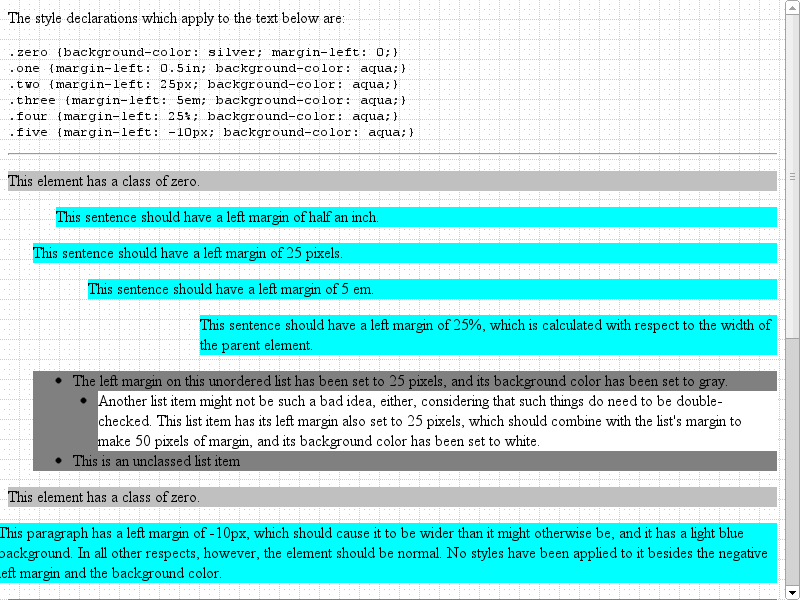 The style declarations which apply to the text below are:
.zero {background-color: silver; margin-left: 0;}
.one {margin-left: 0.5in; background-color: aqua;}
.two {margin-left: 25px; background-color: aqua;}
.three {margin-left: 5em; background-color: aqua;}
.four {margin-left: 25%; background-color: aqua;}
.five {margin-left: -10px; background-color: aqua;}
This element has a class of zero.
This sentence should have a left margin of half an inch.
This sentence should have a left margin of 25 pixels.
This sentence should have a left margin of 5 em.
This sentence should have a left margin of 25%, which is calculated with respect to the width of
the parent element.
The left margin on this unordered list has been set to 25 pixels, and its background color has been set to gray.
Another list item might not be such a bad idea, either, considering that such things do need to be double-
checked. This list item has its left margin also set to 25 pixels, which should combine with the list's margin to
make 50 pixels of margin, and its background color has been set to white.
This is an unclassed list item
This element has a class of zero.
This paragraph has a left margin of -10px, which should cause it to be wider than it might otherwise be, and it has a light blue
background. In all other respects, however, the element should be normal. No styles have been applied to it besides the negative
left margin and the background color.